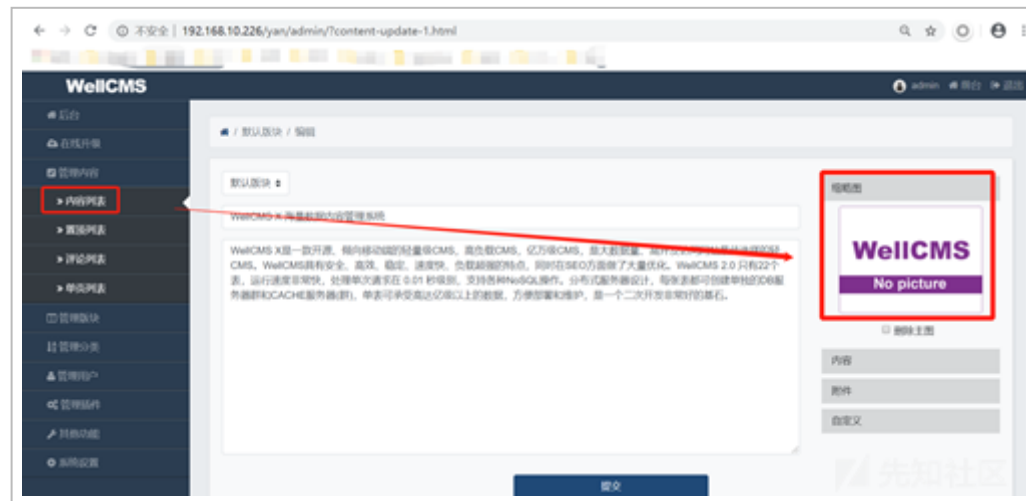 不安全 | 192.168.10.226/yan/admin/?content-update-1.html
WellCMS
admin 前台 退出
后台
在线升级
管理内容
内容列表
置顶列表
评论列表
单页列表
管理版块
管理分类
管理用户
管理插件
其他功能
系统设置
/ 默认版块 / 编辑
默认版块
WellCMS X 海量数据内容管理系统
WellCMS X是一款开源、倾向移动端的轻量级CMS，高负载CMS，亿万级CMS，是大数据量、高并发
CMS。WellCMS具有安全、高效、稳定、速度快、负载超强的特点，同时在SEO方面做了大量优化。WellCMS 2.0 只有22个
表，运行速度非常快，处理单次请求在 0.01 秒级别，支持各种NoSQL操作。分布式服务器设计，每张表都可创建单独的DB服
务器群和CACHE服务器(群)，单表可承受高达亿级以上的数据，方便部署和维护，是一个二次开发非常好的基石。
提交
缩略图
WellCMS
No picture
删除主图
内容
附件
自定义
先知社区